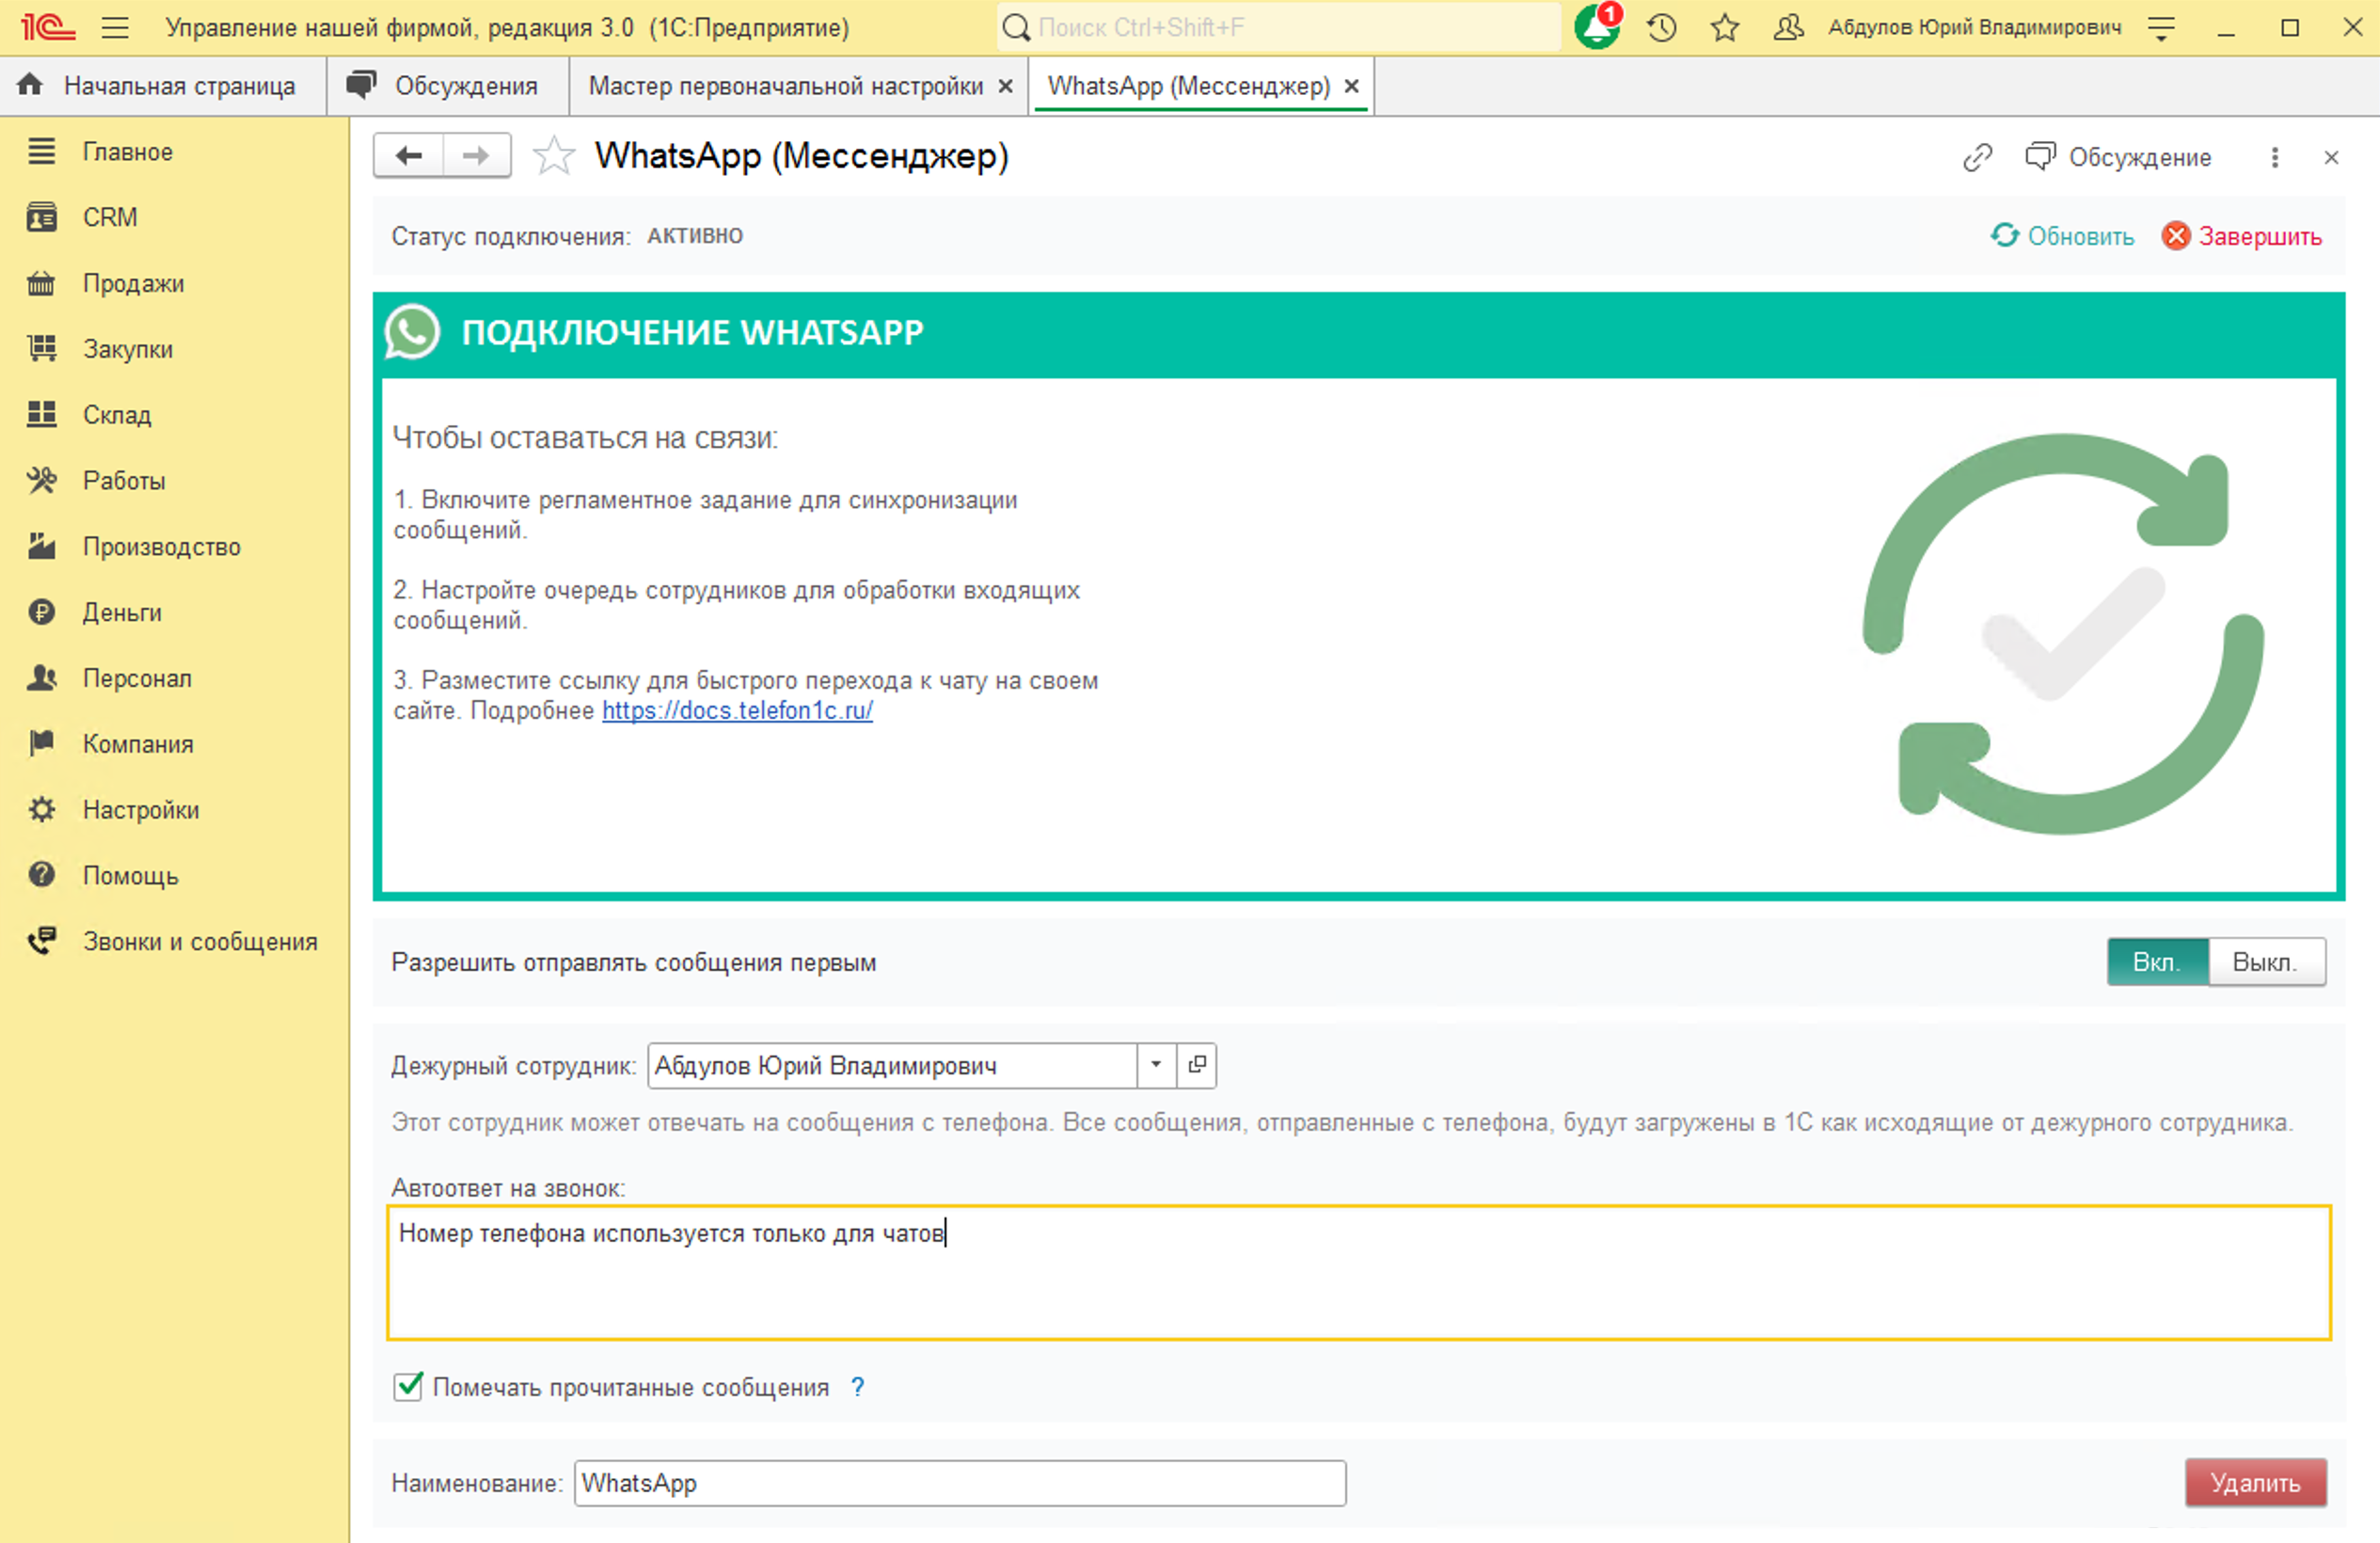 1С Управление нашей фирмой, редакция 3.0 (1С:Предприятие) Поиск Ctrl+Shift+F 1 Абдулов Юрий Владимирович
Начальная страница Обсуждения Мастер первоначальной настройки WhatsApp (Мессенджер)
Главное
CRM
Продажи
Закупки
Склад
Работы
Производство
Деньги
Персонал
Компания
Настройки
Помощь
Звонки и сообщения
WhatsApp (Мессенджер) Обсуждение
Статус подключения: АКТИВНО Обновить Завершить
ПОДКЛЮЧЕНИЕ WHATSAPP
Чтобы оставаться на связи:
1. Включите регламентное задание для синхронизации
сообщений.
2. Настройте очередь сотрудников для обработки входящих
сообщений.
3. Разместите ссылку для быстрого перехода к чату на своем
сайте. Подробнее https://docs.telefon1c.ru/
Разрешить отправлять сообщения первым Вкл. Выкл.
Дежурный сотрудник: Абдулов Юрий Владимирович
Этот сотрудник может отвечать на сообщения с телефона. Все сообщения, отправленные с телефона, будут загружены в 1С как исходящие от дежурного сотрудника.
Автоответ на звонок:
Номер телефона используется только для чатов
Помечать прочитанные сообщения ?
Наименование: WhatsApp Удалить